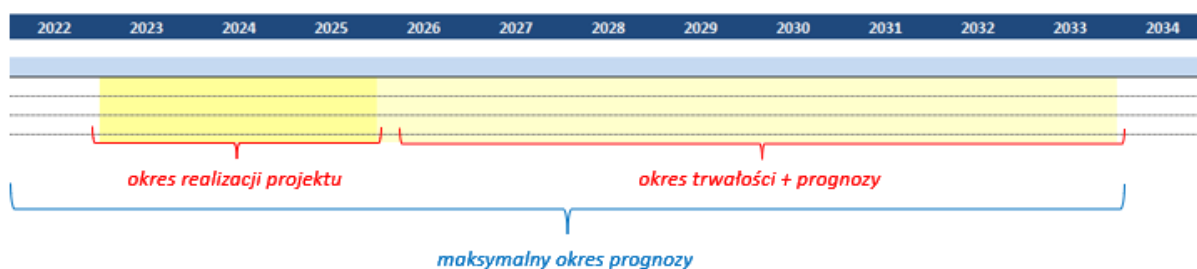 2022 2023 2024 2025 2026 2027 2028 2029 2030 2031 2032 2033 2034
okres realizacji projektu okres trwałości + prognozy
maksymalny okres prognozy